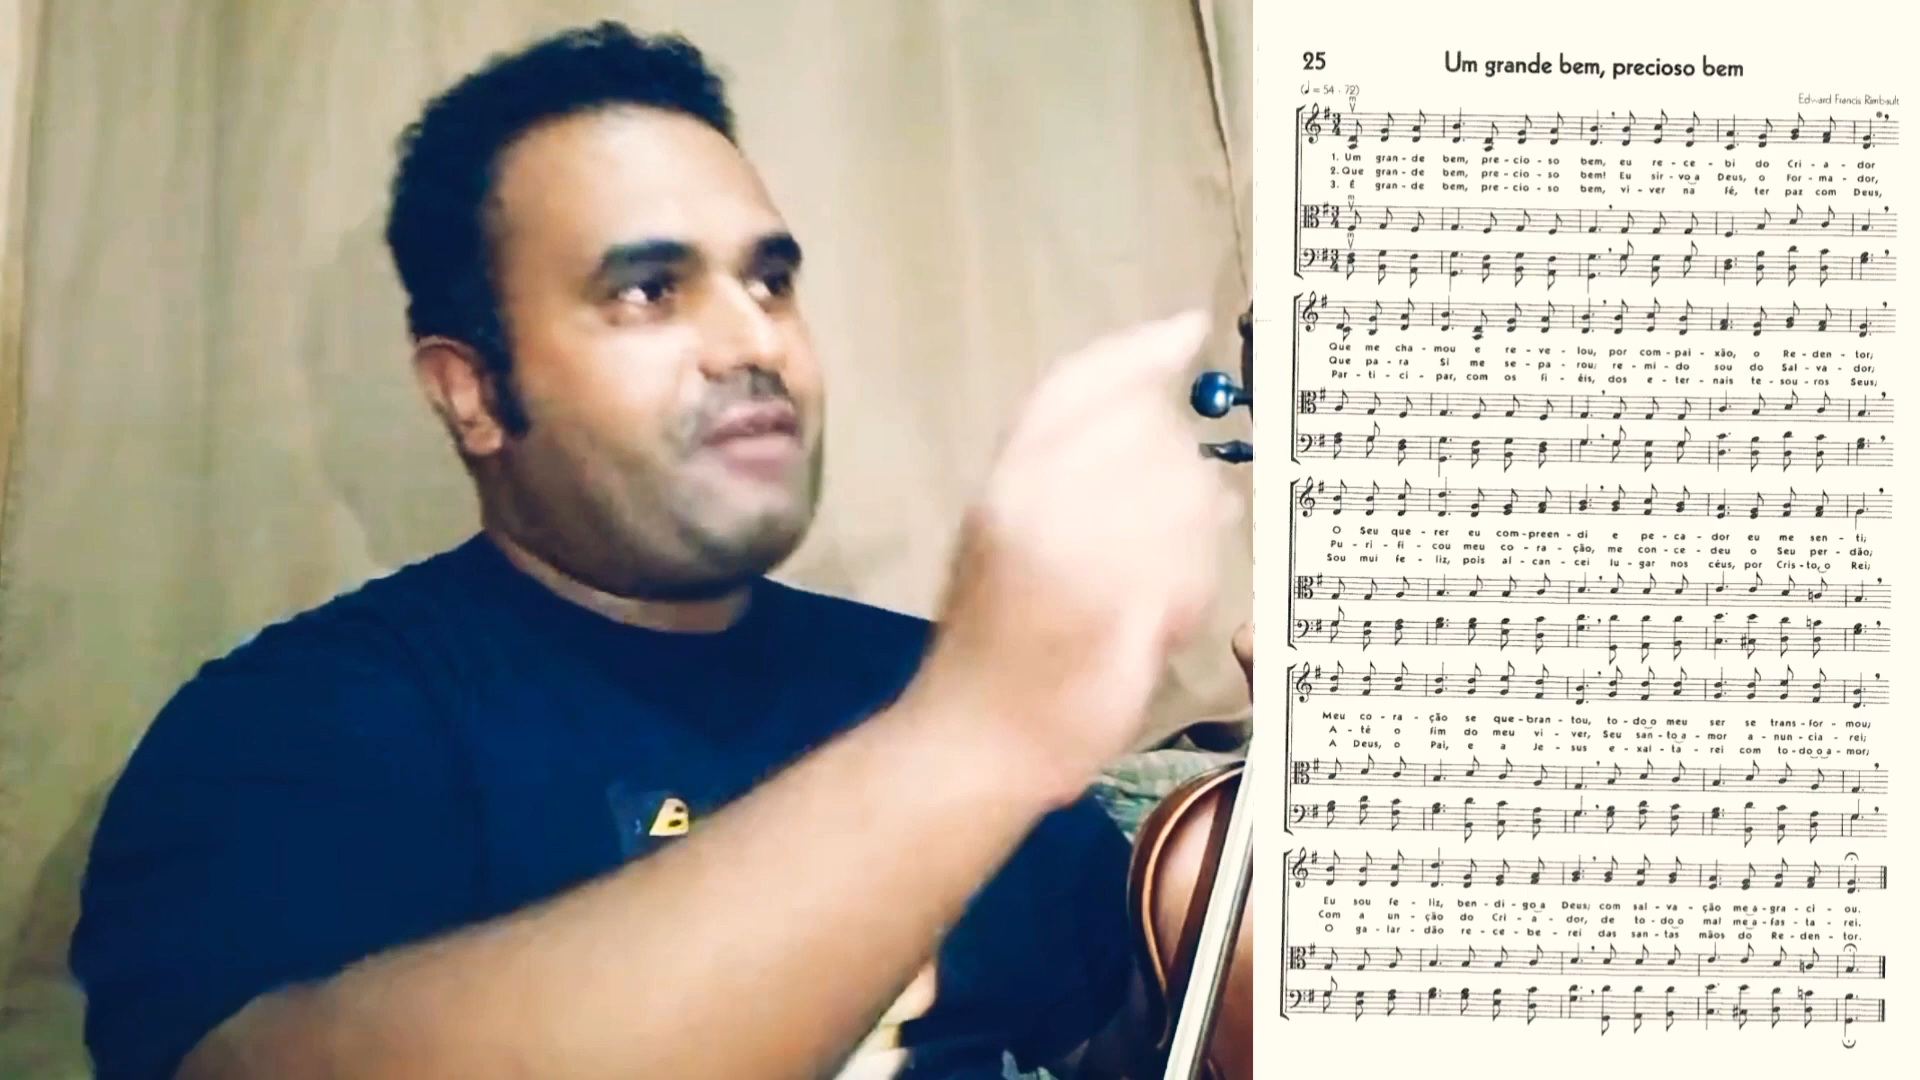 25
Um grande bem, precioso bem
(♩ = 54 - 72)
Edward Francis Rimbault
1. Um gran - de bem, pre - cio - so bem, eu re - ce - bi do Cri - a - dor
2. Que gran - de bem, pre - cio - so bem! Eu sir - vo a Deus, o For - ma - dor,
3. É gran - de bem, pre - cio - so bem, vi - ver na fé, ter paz com Deus,
Que me cha - mou e re - ve - lou, por com - pai - xão, o Re - den - tor;
Que pa - ra Si me se - pa - rou; re - mi - do sou do Sal - va - dor;
Par - ti - ci - par, com os fi - éis, dos e - ter - nais te - sou - ros Seus;
O Seu que - rer eu com - preen - di e pe - ca - dor eu me sen - ti;
Pu - ri - fi - cou meu co - ra - ção, me con - ce - deu o Seu per - dão;
Sou mui fe - liz, pois al - can - cei lu - gar nos céus, por Cris - to, o Rei;
Meu co - ra - ção se que - bran - tou, to - do o meu ser se trans - for - mou;
A - té o fim do meu vi - ver, Seu san - to a - mor a - nun - cia - rei;
A Deus, o Pai, e a Je - sus e - xal - ta - rei com to - do o a - mor;
Eu sou fe - liz, ben - di - go a Deus; com sal - va - ção me a - gra - ci - ou.
Com a un - ção do Cri - a - dor, de to - do o mal me a - fas - ta - rei.
O ga - lar - dão re - ce - be - rei das san - tas mãos do Re - den - tor.
B